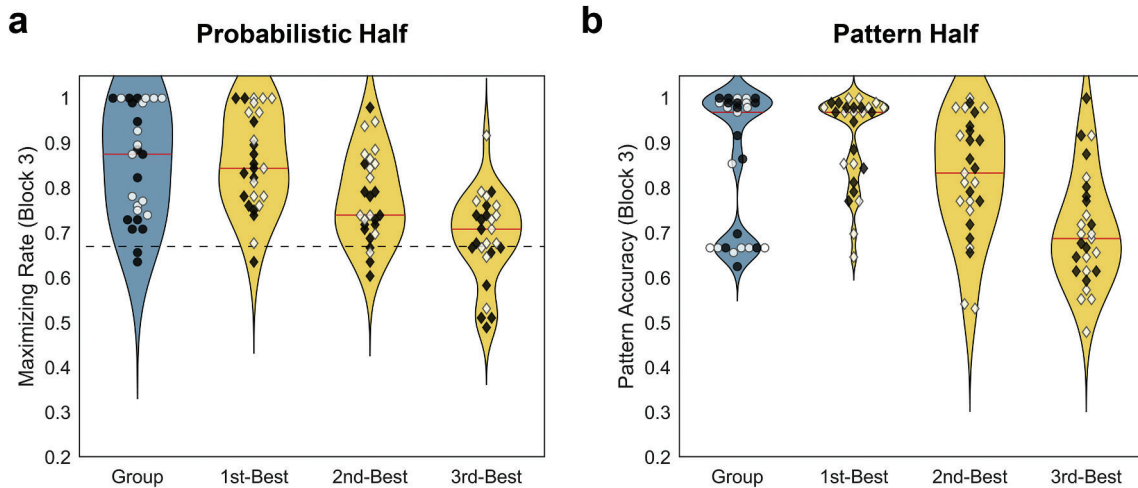 a
Probabilistic Half
Maximizing Rate (Block 3)
1
0.9
0.8
0.7
0.6
0.5
0.4
0.3
0.2
Group 1st-Best 2nd-Best 3rd-Best
b
Pattern Half
Pattern Accuracy (Block 3)
1
0.9
0.8
0.7
0.6
0.5
0.4
0.3
0.2
Group 1st-Best 2nd-Best 3rd-Best